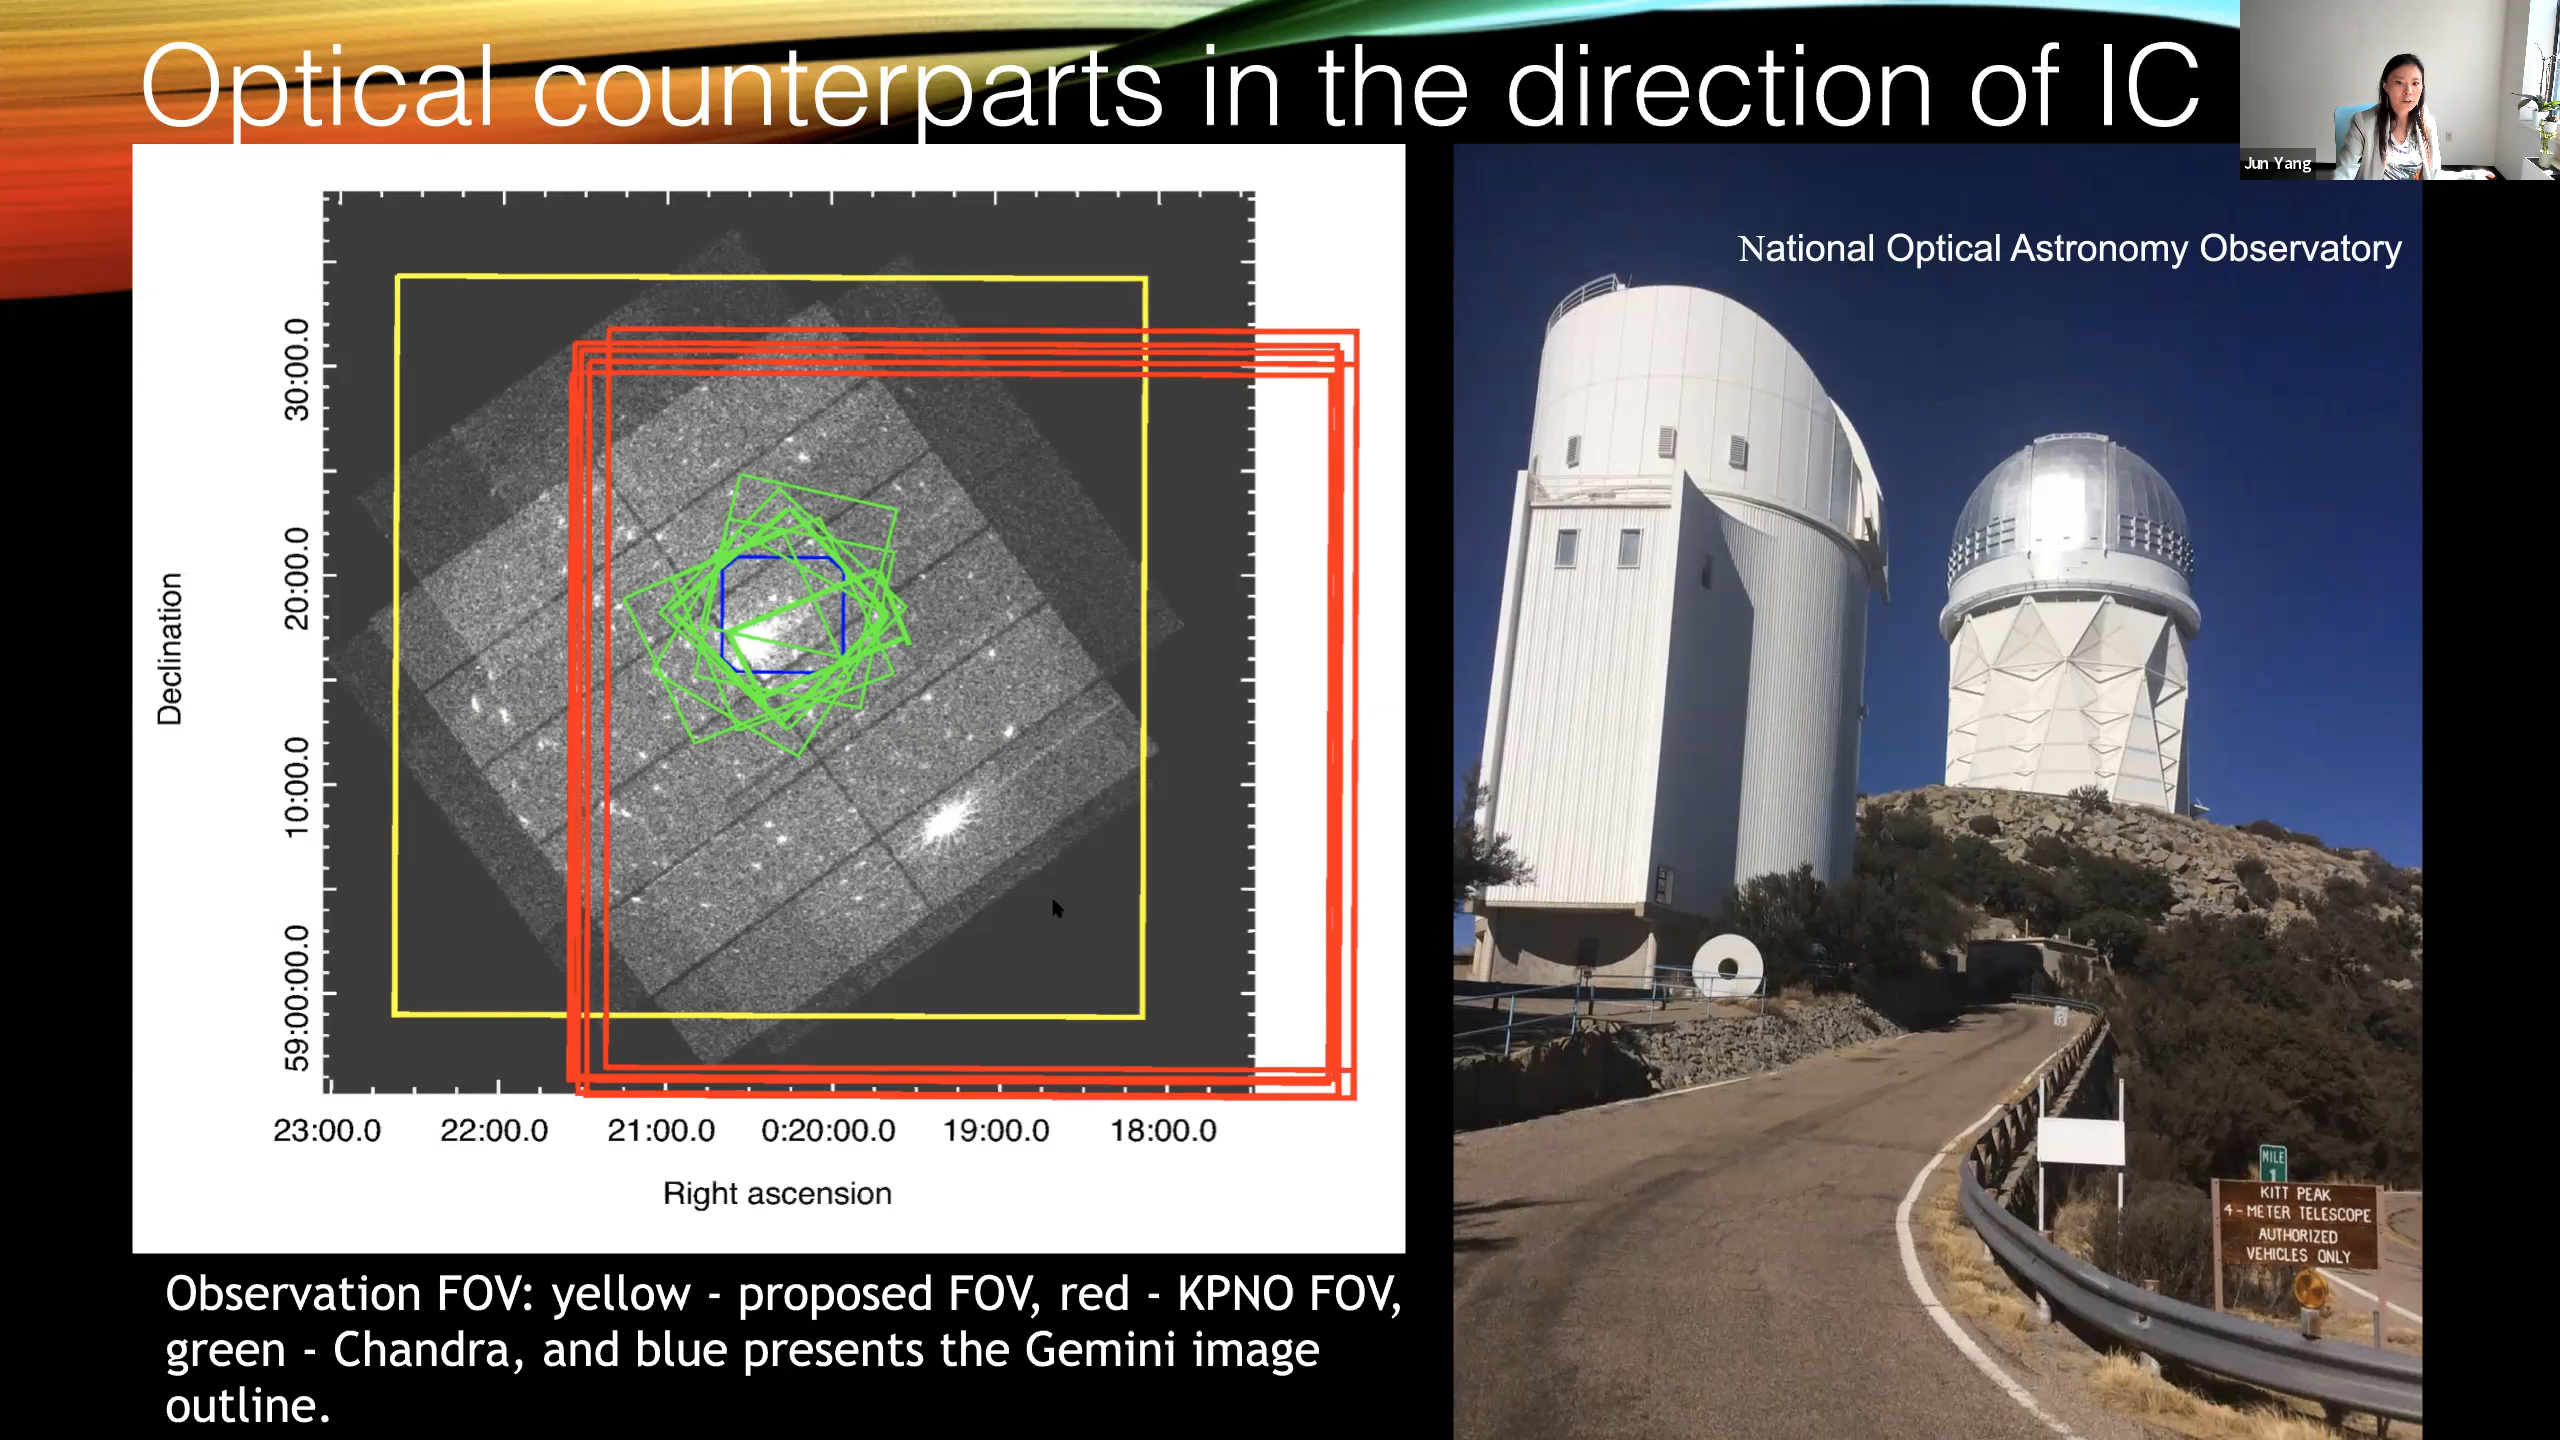 Optical counterparts in the direction of IC
Jun Yang
National Optical Astronomy Observatory
Declination
30:00.0
20:00.0
10:00.0
59:00:00.0
23:00.0 22:00.0 21:00.0 0:20:00.0 19:00.0 18:00.0
Right ascension
Observation FOV: yellow - proposed FOV, red - KPNO FOV,
green - Chandra, and blue presents the Gemini image
outline.
MILE
1
KITT PEAK
4-METER TELESCOPE
AUTHORIZED
VEHICLES ONLY